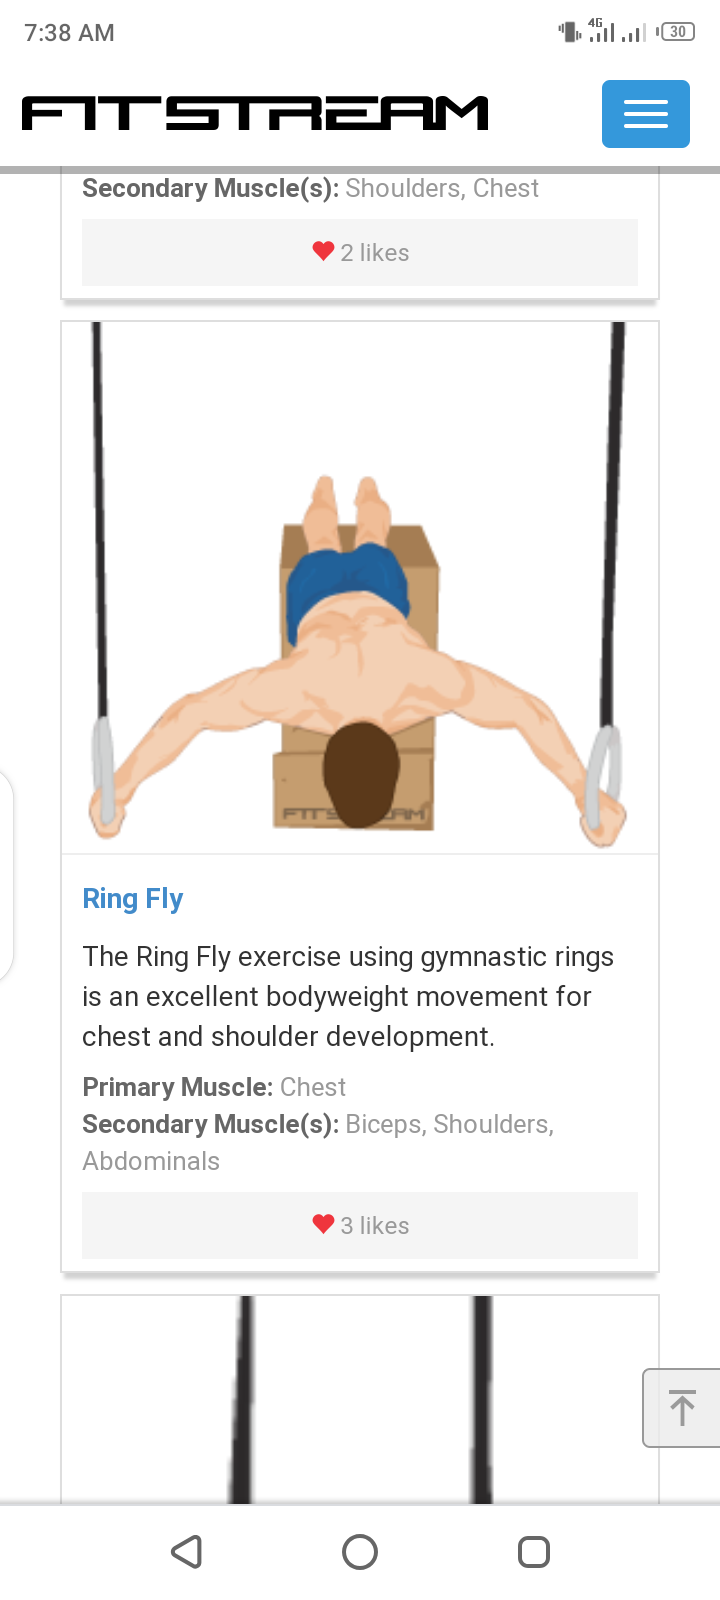 7:38 AM
4G
30
FITSTREAM
Secondary Muscle(s): Shoulders, Chest
2 likes
FITSTREAM
Ring Fly
The Ring Fly exercise using gymnastic rings
is an excellent bodyweight movement for
chest and shoulder development.
Primary Muscle: Chest
Secondary Muscle(s): Biceps, Shoulders,
Abdominals
3 likes